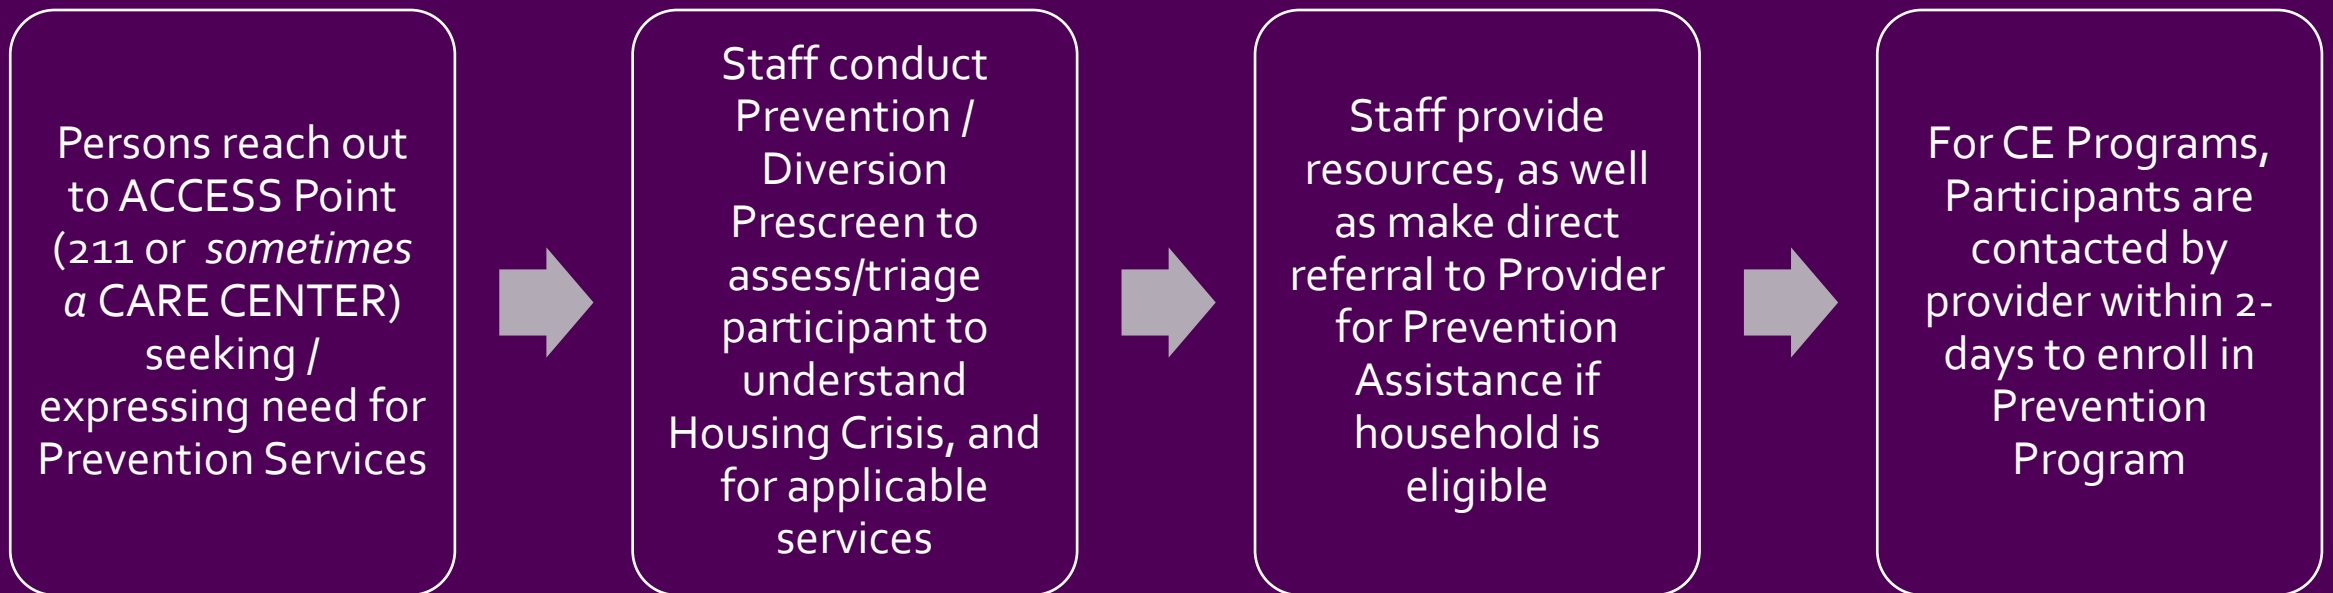 Persons reach out
to ACCESS Point
(211 or sometimes
a CARE CENTER)
seeking /
expressing need for
Prevention Services
Staff conduct
Prevention /
Diversion
Prescreen to
assess/triage
participant to
understand
Housing Crisis, and
for applicable
services
Staff provide
resources, as well
as make direct
referral to Provider
for Prevention
Assistance if
household is
eligible
For CE Programs,
Participants are
contacted by
provider within 2-
days to enroll in
Prevention
Program